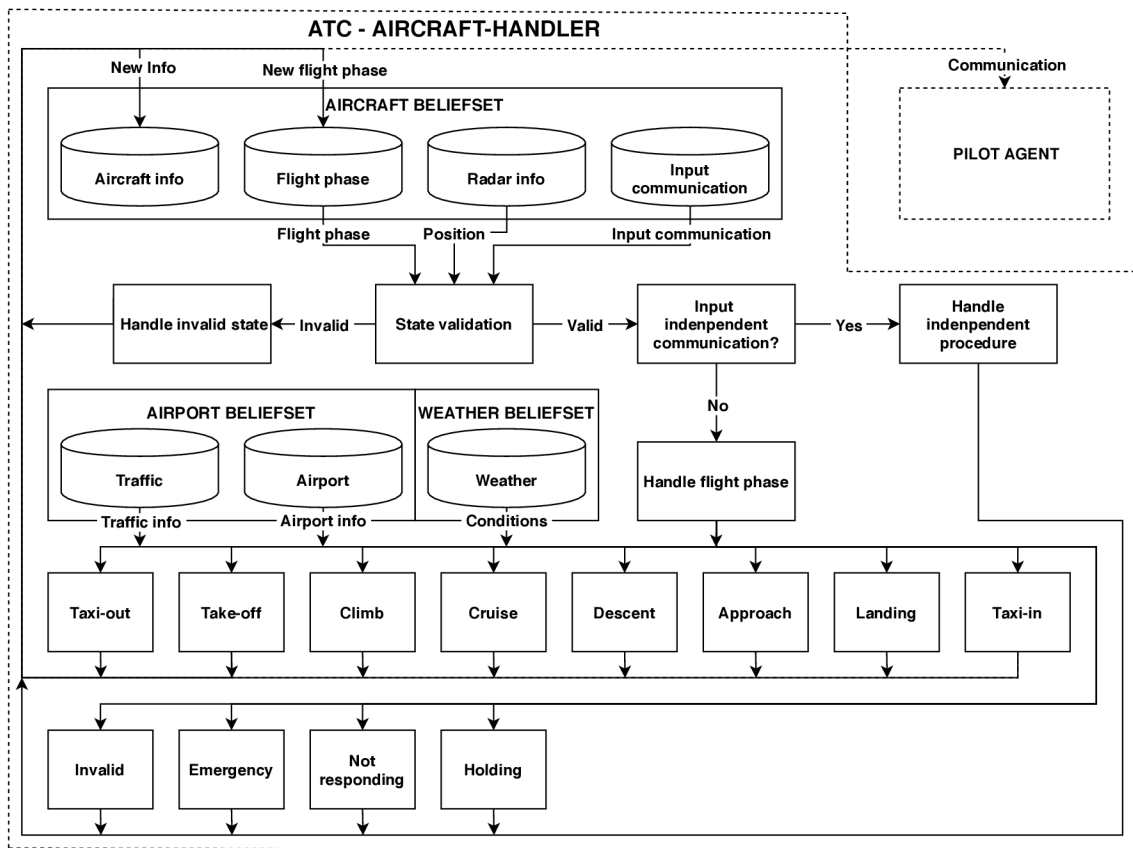 ATC - AIRCRAFT-HANDLER
New Info
New flight phase
Communication
AIRCRAFT BELIEFSET
Aircraft info
Flight phase
Radar info
Input
communication
PILOT AGENT
Flight phase
Position
Input communication
Handle invalid state
Invalid
State validation
Valid
Input
indenpendent
communication?
Yes
Handle
indenpendent
procedure
No
AIRPORT BELIEFSET
WEATHER BELIEFSET
Traffic
Airport
Weather
Handle flight phase
Traffic info
Airport info
Conditions
Taxi-out
Take-off
Climb
Cruise
Descent
Approach
Landing
Taxi-in
Invalid
Emergency
Not
responding
Holding